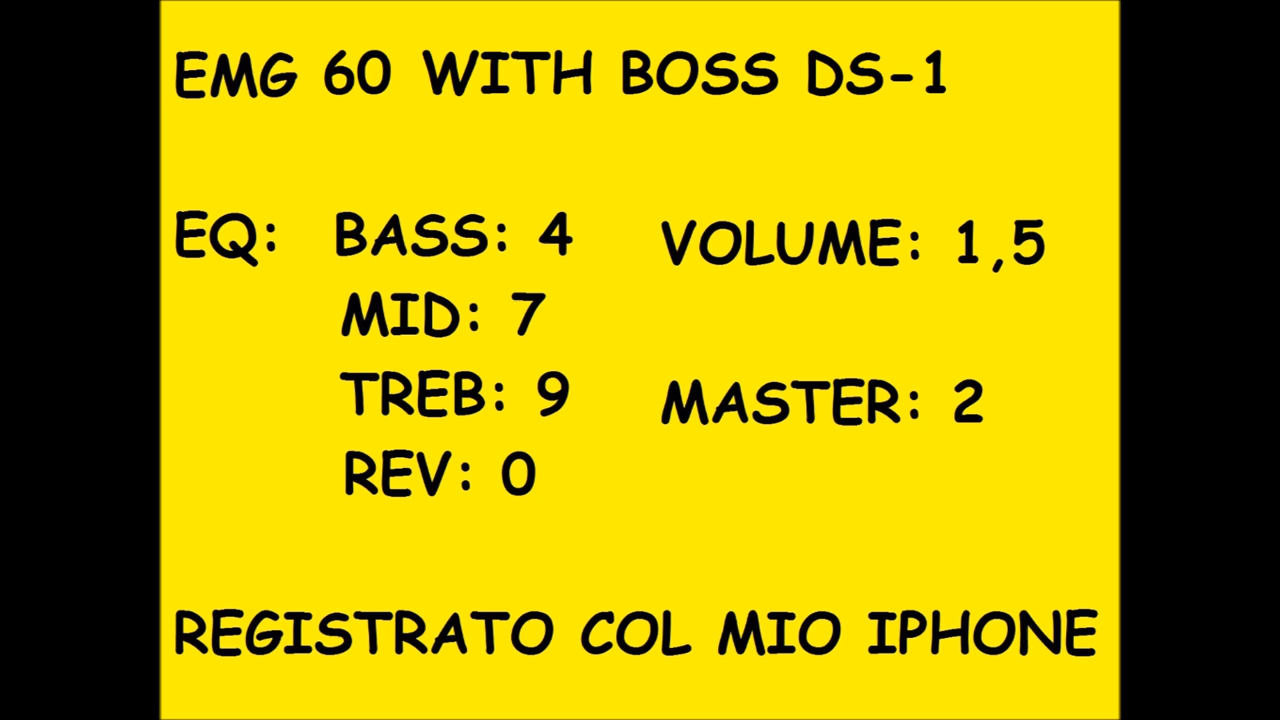 EMG 60 WITH BOSS DS-1
EQ: BASS: 4
VOLUME: 1,5
MID: 7
TREB: 9
MASTER: 2
REV: 0
REGISTRATO COL MIO IPHONE